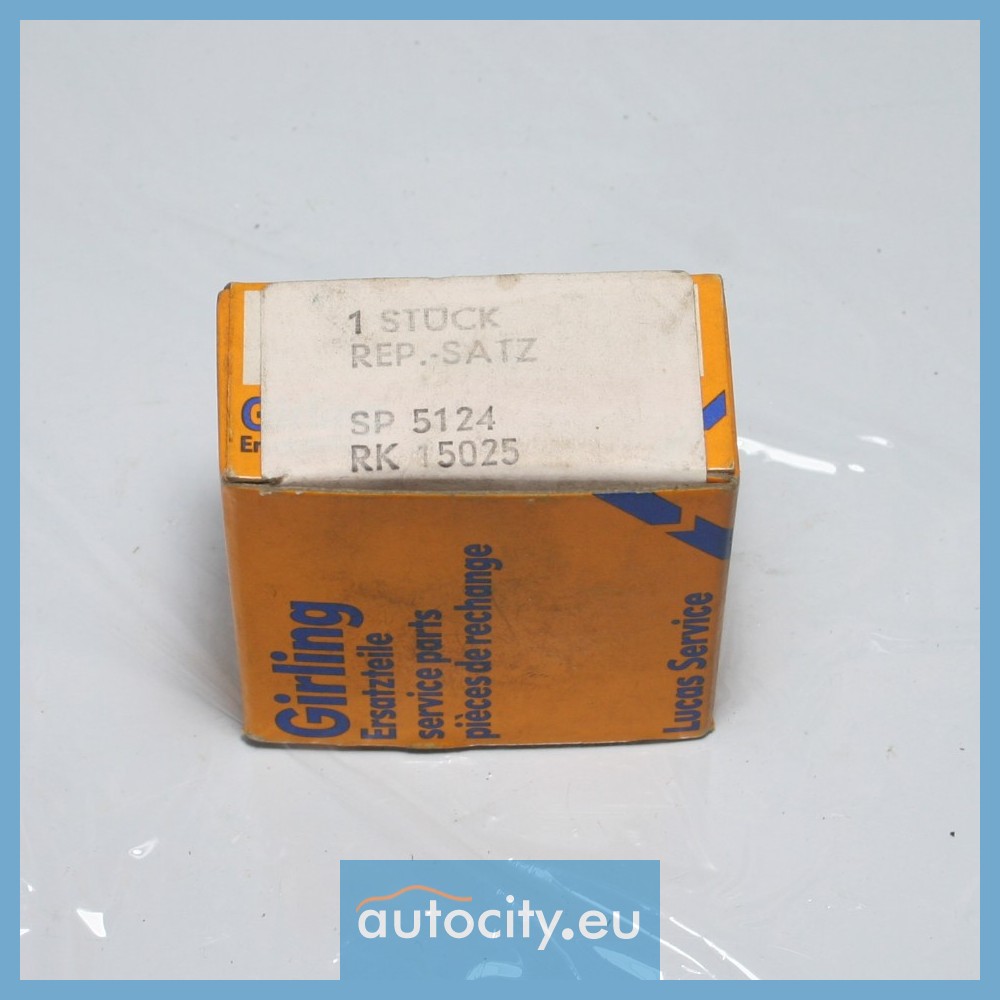 1 STÜCK
REP.-SATZ
SP 5124
RK 15025
G
Er
Girling
Ersatzteile
service parts
pièces de rechange
Lucas Service
autocity.eu